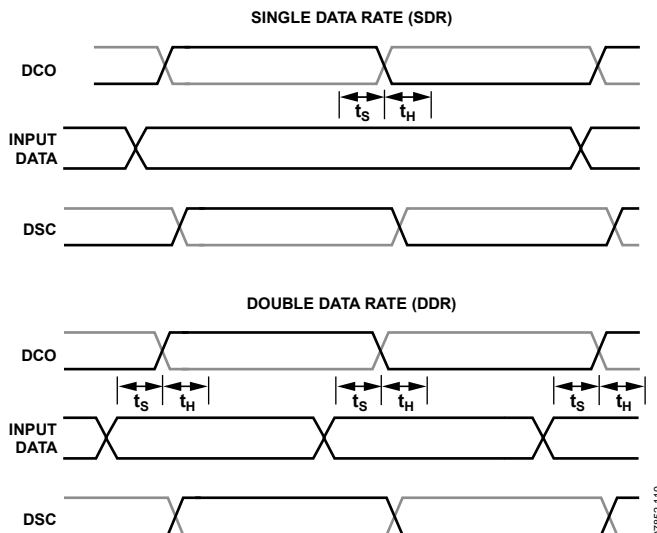 SINGLE DATA RATE (SDR)
DCO
tS tH
INPUT
DATA
DSC
DOUBLE DATA RATE (DDR)
DCO
tS tH tS tH tS tH
INPUT
DATA
DSC